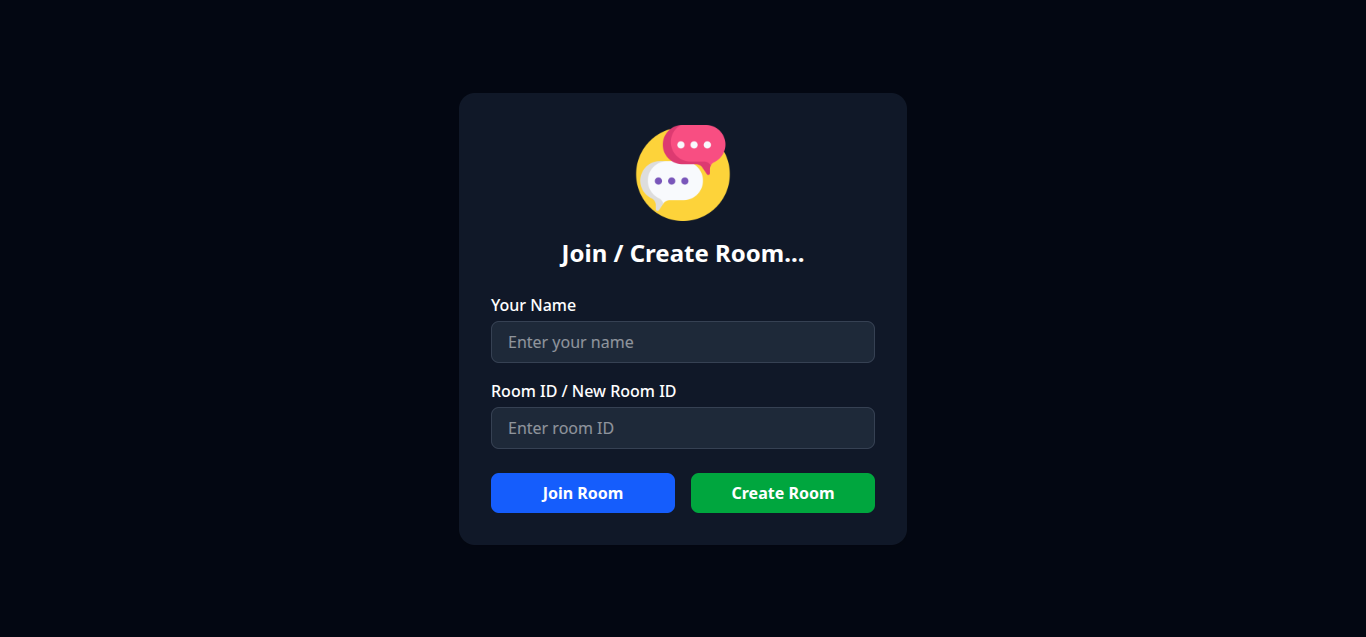 Join / Create Room...
Your Name
Enter your name
Room ID / New Room ID
Enter room ID
Join Room
Create Room